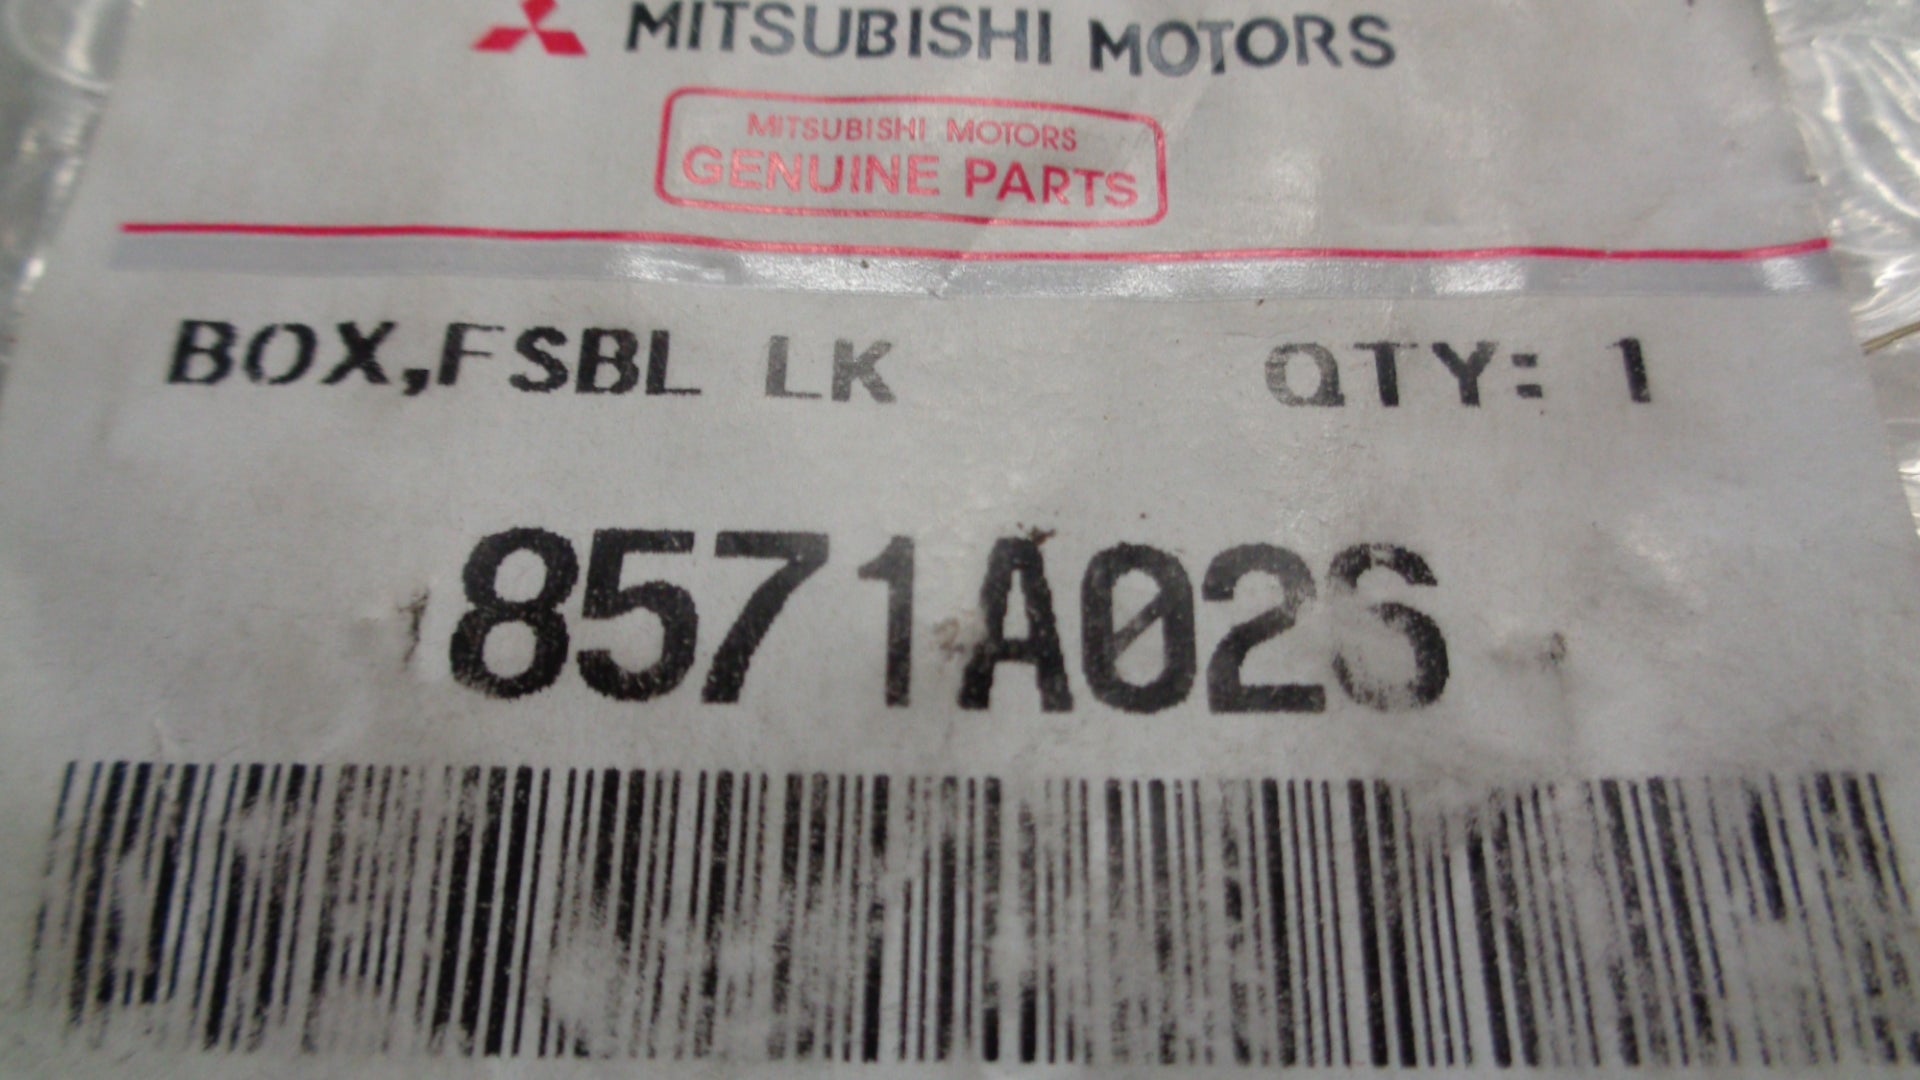 MITSUBISHI MOTORS
MITSUBISHI MOTORS
GENUINE PARTS
BOX,FSBL LK QTY: 1
8571A026